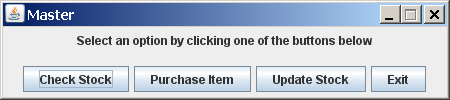 Master
Select an option by clicking one of the buttons below
Check Stock Purchase Item Update Stock Exit